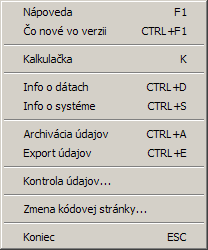 Nápoveda F1
Čo nové vo verzii CTRL+F1
Kalkulačka K
Info o dátach CTRL+D
Info o systéme CTRL+S
Archivácia údajov CTRL+A
Export údajov CTRL+E
Kontrola údajov...
Zmena kódovej stránky...
Koniec ESC